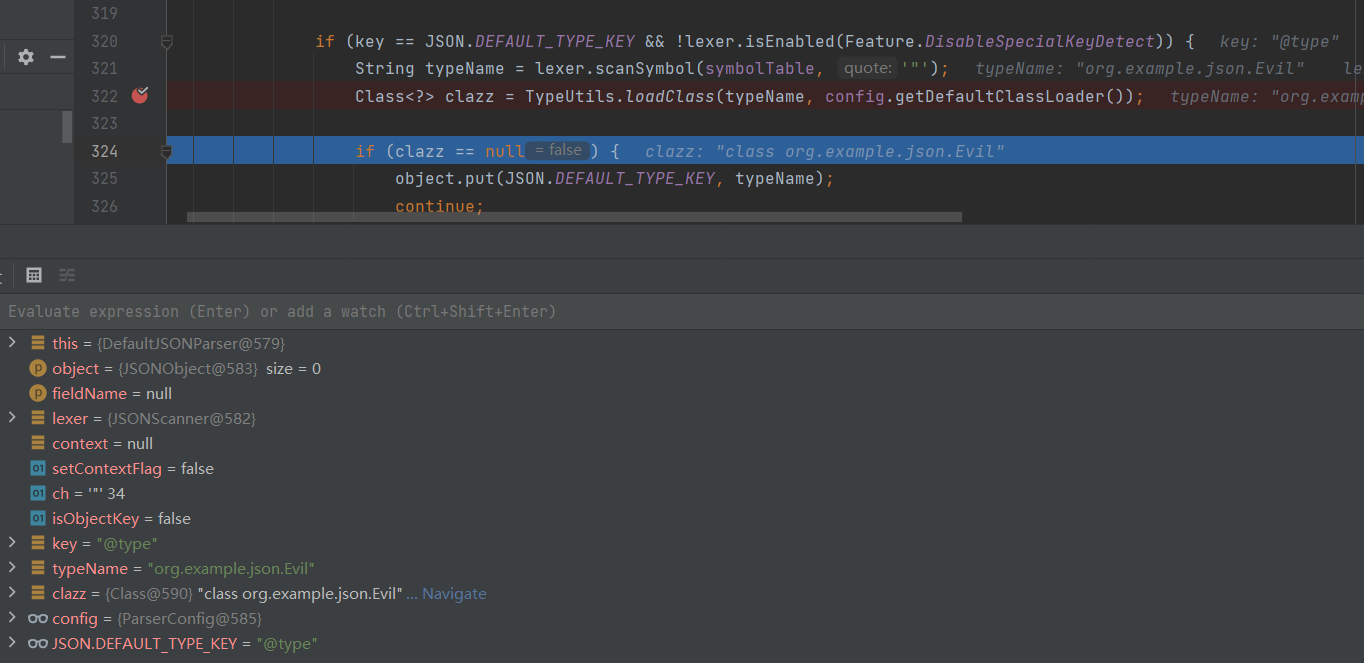 319
320 if (key == JSON.DEFAULT_TYPE_KEY && !lexer.isEnabled(Feature.DisableSpecialKeyDetect)) { key: "@type"
321 String typeName = lexer.scanSymbol(symbolTable, quote: '"'); typeName: "org.example.json.Evil" le
322 Class<?> clazz = TypeUtils.loadClass(typeName, config.getDefaultClassLoader()); typeName: "org.exam
323
324 if (clazz == null = false ) { clazz: "class org.example.json.Evil"
325 object.put(JSON.DEFAULT_TYPE_KEY, typeName);
326 continue;
Evaluate expression (Enter) or add a watch (Ctrl+Shift+Enter)
this = {DefaultJSONParser@579}
p object = {JSONObject@583} size = 0
p fieldName = null
lexer = {JSONScanner@582}
context = null
01 setContextFlag = false
01 ch = '"' 34
01 isObjectKey = false
key = "@type"
typeName = "org.example.json.Evil"
clazz = {Class@590} "class org.example.json.Evil" ... Navigate
config = {ParserConfig@585}
JSON.DEFAULT_TYPE_KEY = "@type"